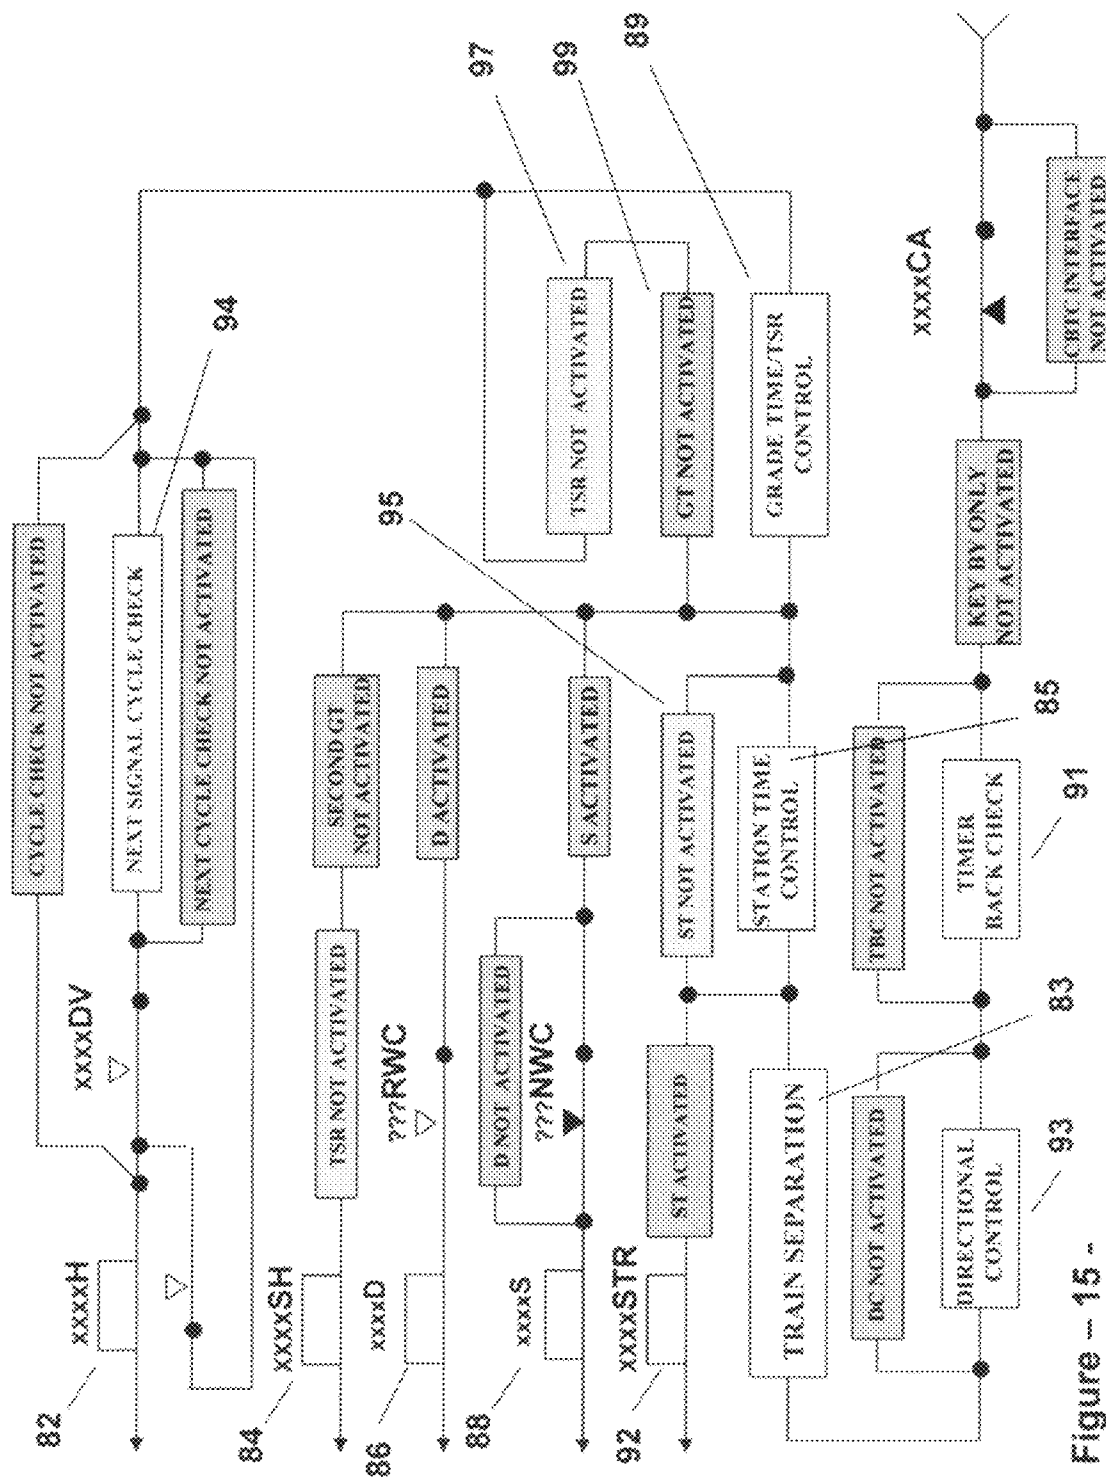 82
xxxxH
xxxxDV
CYCLE CHECK NOT ACTIVATED
NEXT SIGNAL CYCLE CHECK
NEXT CYCLE CHECK NOT ACTIVATED
94
84
xxxxSH
TSR NOT ACTIVATED
SECOND GT
NOT ACTIVATED
86
xxxxD
???RWC
D ACTIVATED
88
xxxxS
D NOT ACTIVATED
???NWC
S ACTIVATED
95
TSR NOT ACTIVATED
97
GT NOT ACTIVATED
99
GRADE TIME/TSR
CONTROL
89
92
xxxxSTR
ST ACTIVATED
ST NOT ACTIVATED
STATION TIME
CONTROL
85
TRAIN SEPARATION
83
DC NOT ACTIVATED
DIRECTIONAL
CONTROL
93
TBC NOT ACTIVATED
TIMER
BACK CHECK
91
KEY BY ONLY
NOT ACTIVATED
xxxxCA
CBTC INTERFACE
NOT ACTIVATED
Figure – 15 -